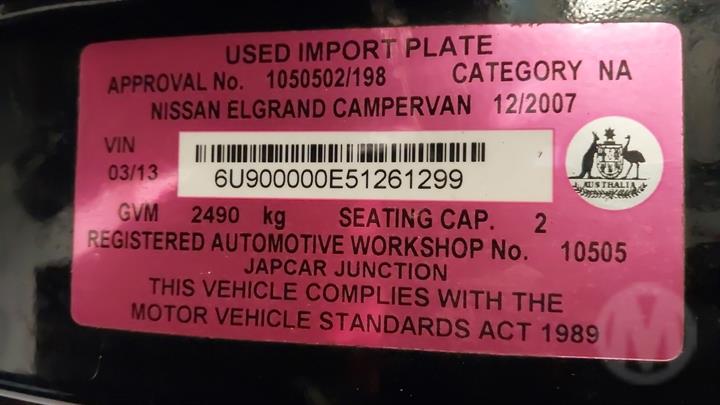 USED IMPORT PLATE
APPROVAL No. 1050502/198 CATEGORY NA
NISSAN ELGRAND CAMPERVAN 12/2007
VIN
03/13
6U900000E51261299
AUSTRALIA
GVM 2490 kg SEATING CAP. 2
REGISTERED AUTOMOTIVE WORKSHOP No. 10505
JAPCAR JUNCTION
THIS VEHICLE COMPLIES WITH THE
MOTOR VEHICLE STANDARDS ACT 1989
M